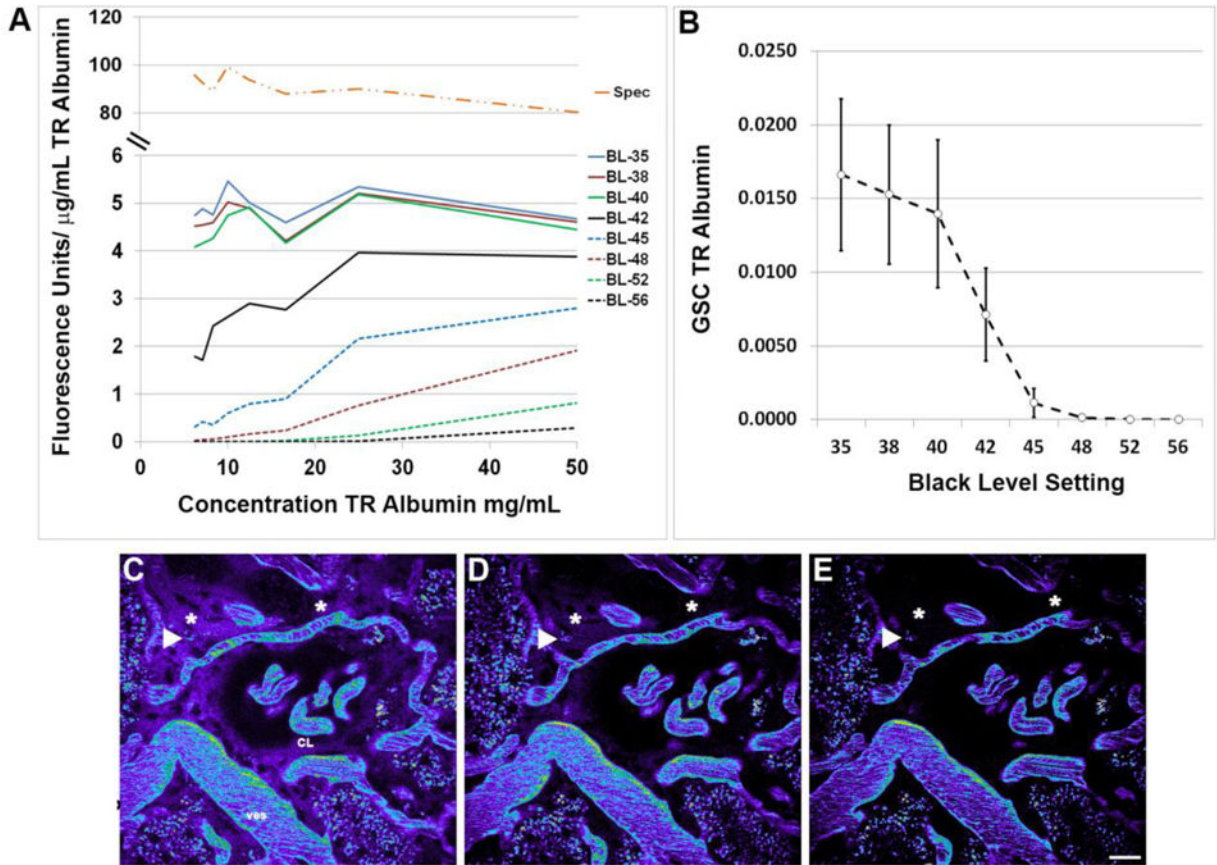 A
120
100
80
6
5
4
3
2
1
0
Fluorescence Units/ μg/mL TR Albumin
0
10
20
30
40
50
Concentration TR Albumin mg/mL
Spec
BL-35
BL-38
BL-40
BL-42
BL-45
BL-48
BL-52
BL-56
B
0.0250
0.0200
0.0150
0.0100
0.0050
0.0000
GSC TR Albumin
35 38 40 42 45 48 52 56
Black Level Setting
C
*
*
CL
ves
D
*
*
E
*
*